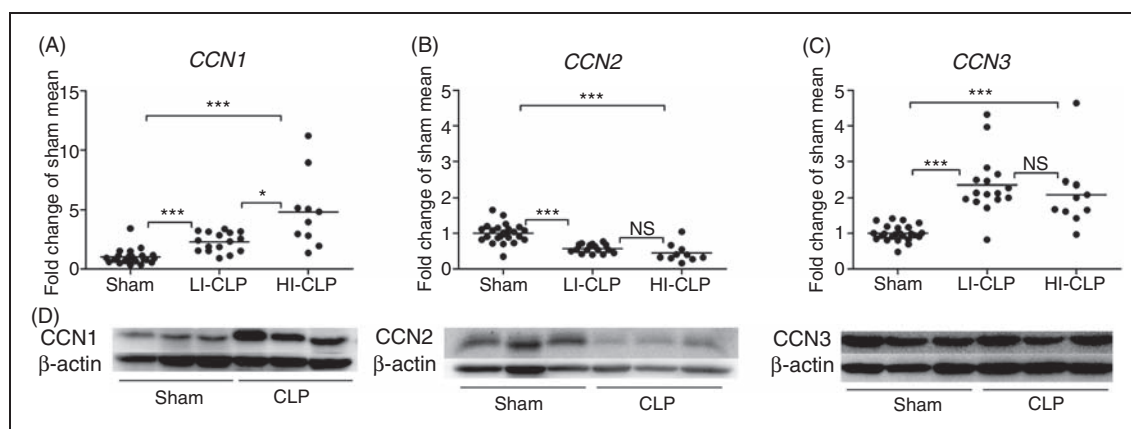 (A)
CCN1
Fold change of sham mean
15
10
5
0
***
***
*
Sham LI-CLP HI-CLP
(B)
CCN2
Fold change of sham mean
5
4
3
2
1
0
***
***
NS
Sham LI-CLP HI-CLP
(C)
CCN3
Fold change of sham mean
5
4
3
2
1
0
***
***
NS
Sham LI-CLP HI-CLP
(D)
CCN1
β-actin
Sham CLP
CCN2
β-actin
Sham CLP
CCN3
β-actin
Sham CLP